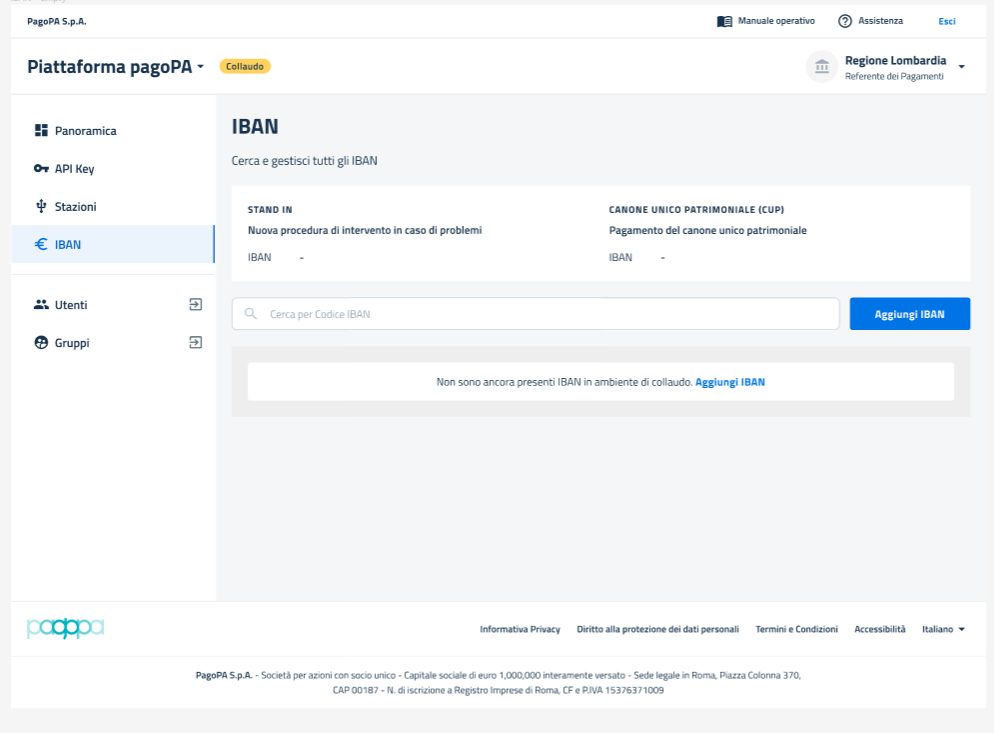 PagoPA S.p.A.
Manuale operativo
Assistenza
Esci
Piattaforma pagoPA
Collaudo
Regione Lombardia
Referente dei Pagamenti
Panoramica
API Key
Stazioni
IBAN
Utenti
Gruppi
IBAN
Cerca e gestisci tutti gli IBAN
STAND IN
Nuova procedura di intervento in caso di problemi
IBAN -
CANONE UNICO PATRIMONIALE (CUP)
Pagamento del canone unico patrimoniale
IBAN -
Cerca per Codice IBAN
Aggiungi IBAN
Non sono ancora presenti IBAN in ambiente di collaudo. Aggiungi IBAN
pagopa
Informativa Privacy
Diritto alla protezione dei dati personali
Termini e Condizioni
Accessibilità
Italiano
PagoPA S.p.A. - Società per azioni con socio unico - Capitale sociale di euro 1,000,000 interamente versato - Sede legale in Roma, Piazza Colonna 370,
CAP 00187 - N. di iscrizione a Registro Imprese di Roma, CF e P.IVA 15376371009